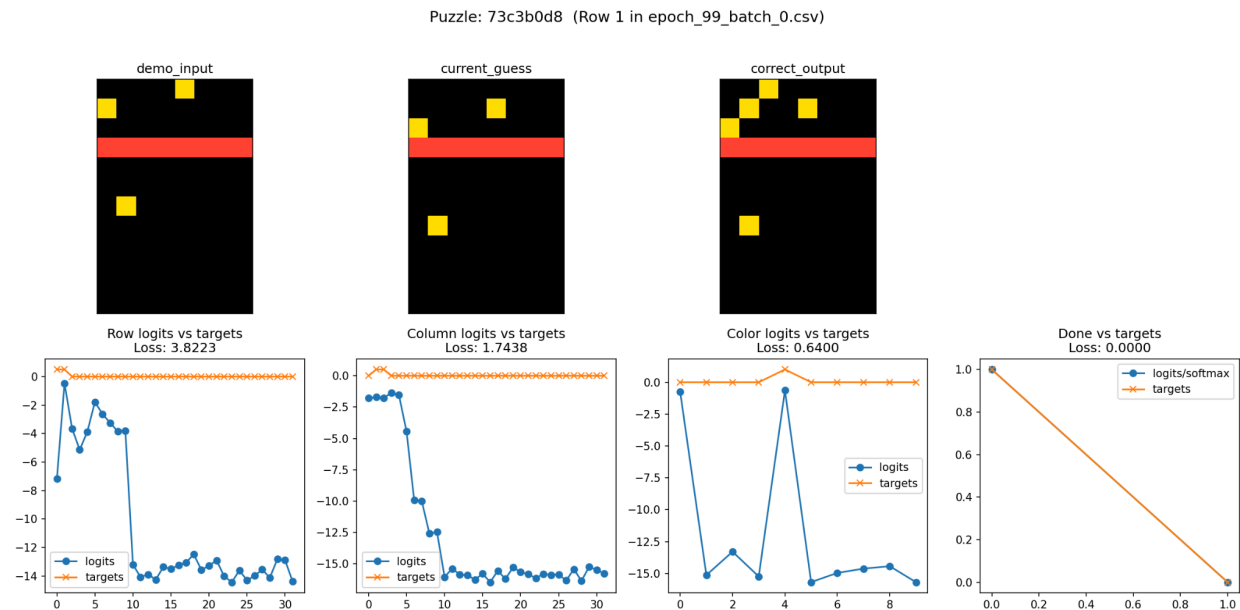 Puzzle: 73c3b0d8  (Row 1 in epoch_99_batch_0.csv)
demo_input
current_guess
correct_output
Row logits vs targets
Loss: 3.8223
0
−2
−4
−6
−8
−10
−12
−14
logits
targets
0 5 10 15 20 25 30
Column logits vs targets
Loss: 1.7438
0.0
−2.5
−5.0
−7.5
−10.0
−12.5
−15.0
logits
targets
0 5 10 15 20 25 30
Color logits vs targets
Loss: 0.6400
0.0
−2.5
−5.0
−7.5
−10.0
−12.5
−15.0
logits
targets
0 2 4 6 8
Done vs targets
Loss: 0.0000
1.0
0.8
0.6
0.4
0.2
0.0
logits/softmax
targets
0.0 0.2 0.4 0.6 0.8 1.0